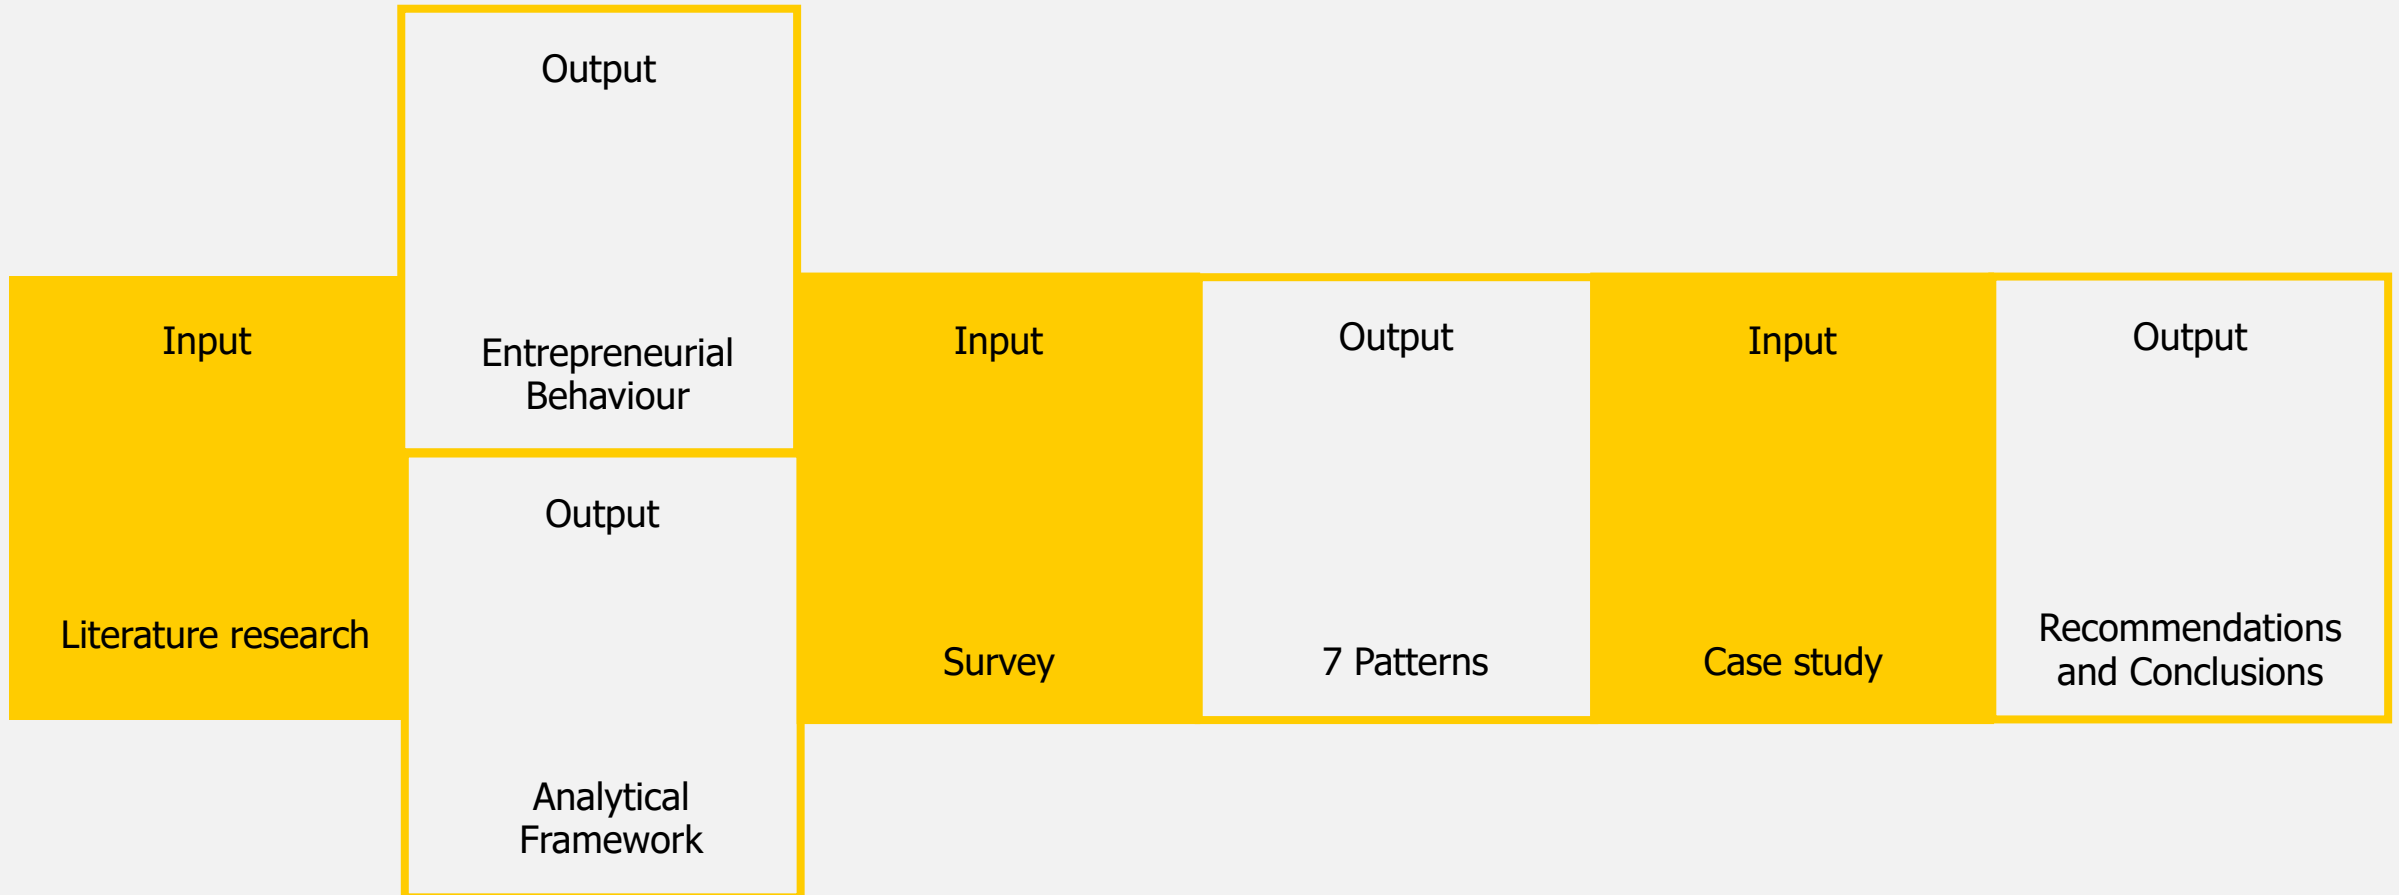 Input
Literature research
Output
Entrepreneurial
Behaviour
Output
Analytical
Framework
Input
Survey
Output
7 Patterns
Input
Case study
Output
Recommendations
and Conclusions